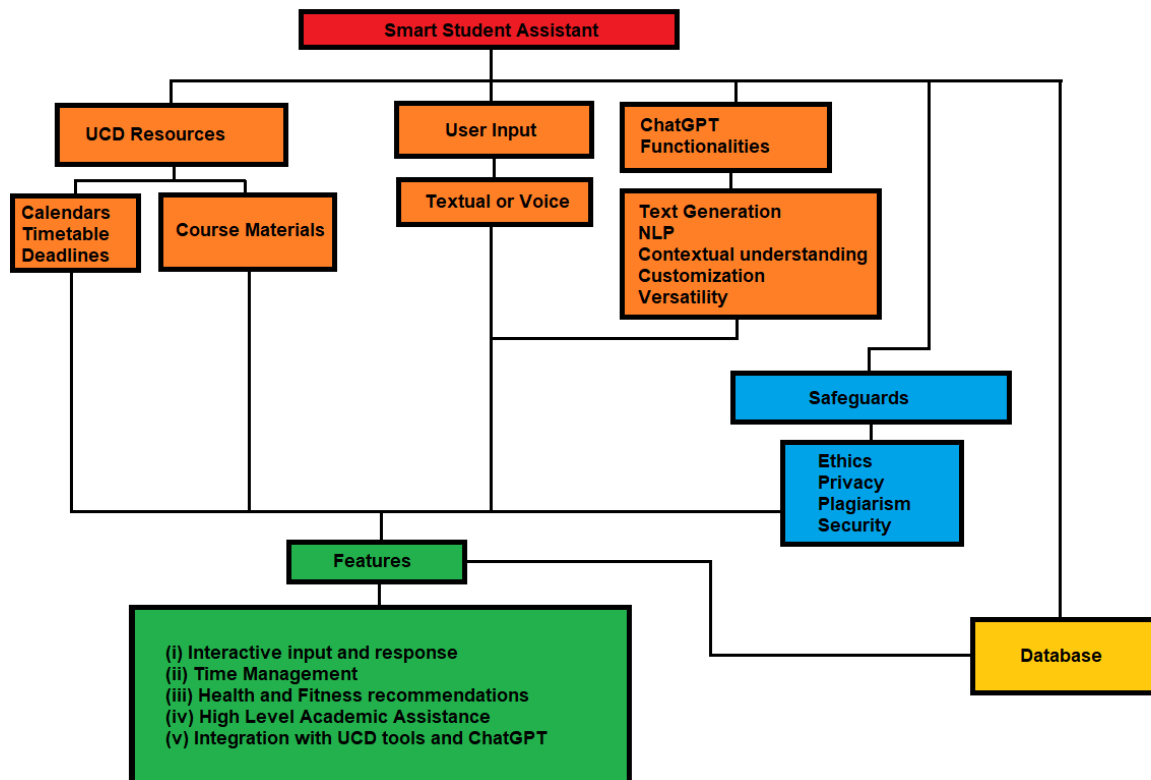 Smart Student Assistant
UCD Resources
User Input
ChatGPT
Functionalities
Calendars
Timetable
Deadlines
Course Materials
Textual or Voice
Text Generation
NLP
Contextual understanding
Customization
Versatility
Safeguards
Ethics
Privacy
Plagiarism
Security
Features
(i) Interactive input and response
(ii) Time Management
(iii) Health and Fitness recommendations
(iv) High Level Academic Assistance
(v) Integration with UCD tools and ChatGPT
Database